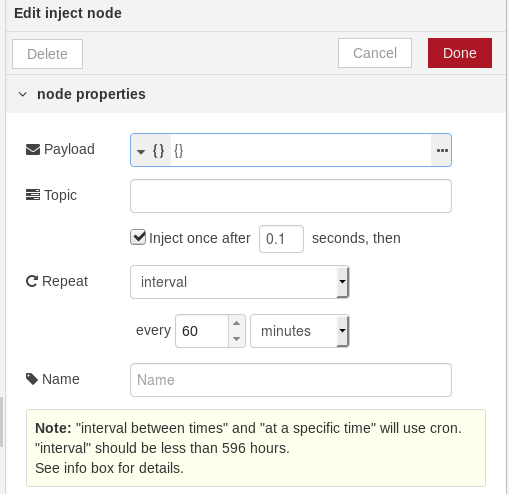 Edit inject node
Delete Cancel Done
node properties
Payload {} {} ...
Topic
Inject once after 0.1 seconds, then
Repeat interval
every 60 minutes
Name Name
Note: "interval between times" and "at a specific time" will use cron.
"interval" should be less than 596 hours.
See info box for details.